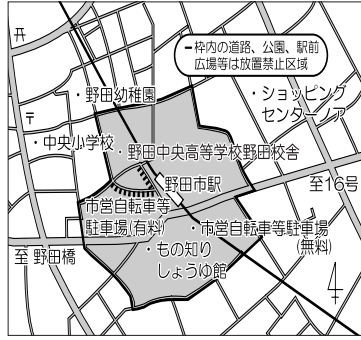 枠内の道路、公園、駅前
広場等は放置禁止区域
・野田幼稚園
・ショッピング
センターノア
・中央小学校
・野田中央高等学校野田校舎
野田市駅
至16号
市営自転車等
駐車場(有料)
・市営自転車等駐車場
(無料)
至 野田橋
・もの知り
しょうゆ館